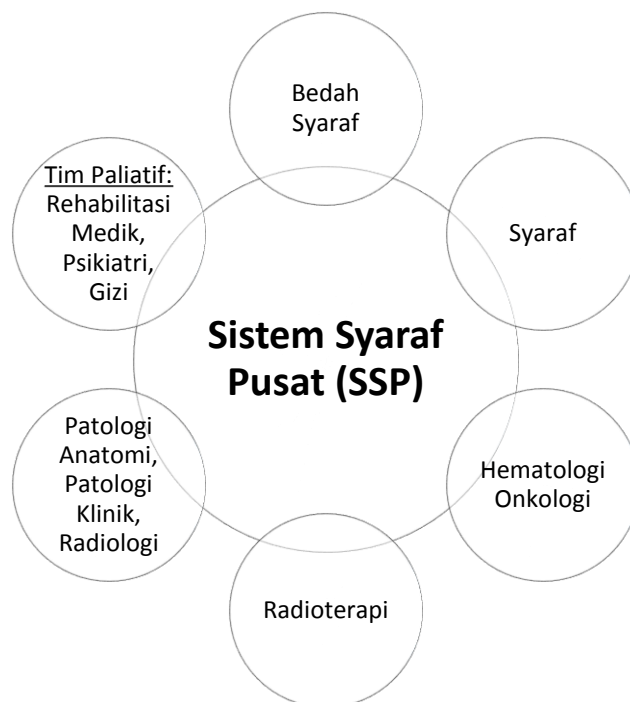 Bedah
Syaraf
Tim Paliatif:
Rehabilitasi
Medik,
Psikiatri,
Gizi
Syaraf
Sistem Syaraf
Pusat (SSP)
Patologi
Anatomi,
Patologi
Klinik,
Radiologi
Hematologi
Onkologi
Radioterapi